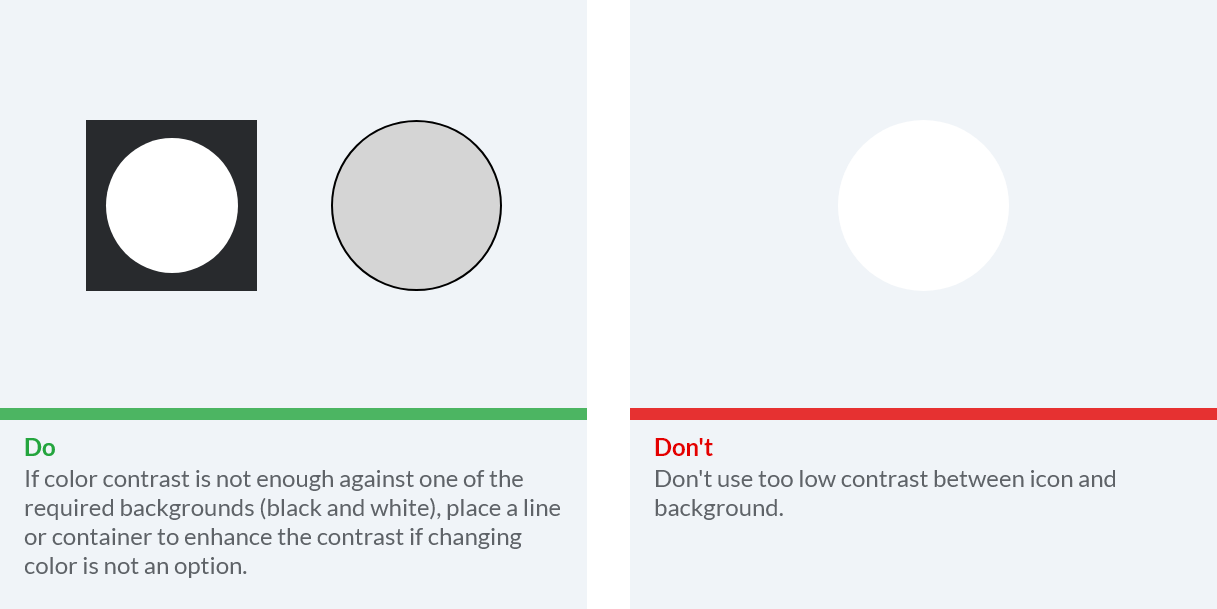 Do
If color contrast is not enough against one of the
required backgrounds (black and white), place a line
or container to enhance the contrast if changing
color is not an option.
Don't
Don't use too low contrast between icon and
background.